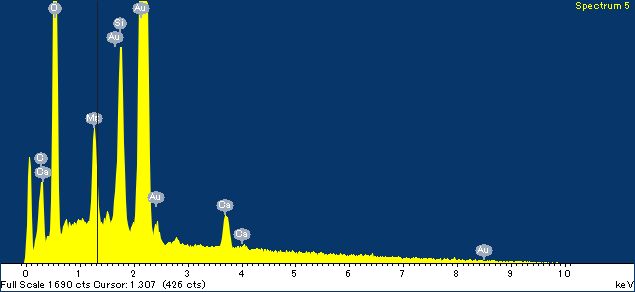 Spectrum 5
O
Au
Si
Au
Mg
O
Ca
Au
Ca
Ca
Au
0 1 2 3 4 5 6 7 8 9 10
Full Scale 1690 cts Cursor: 1.307 (426 cts) keV